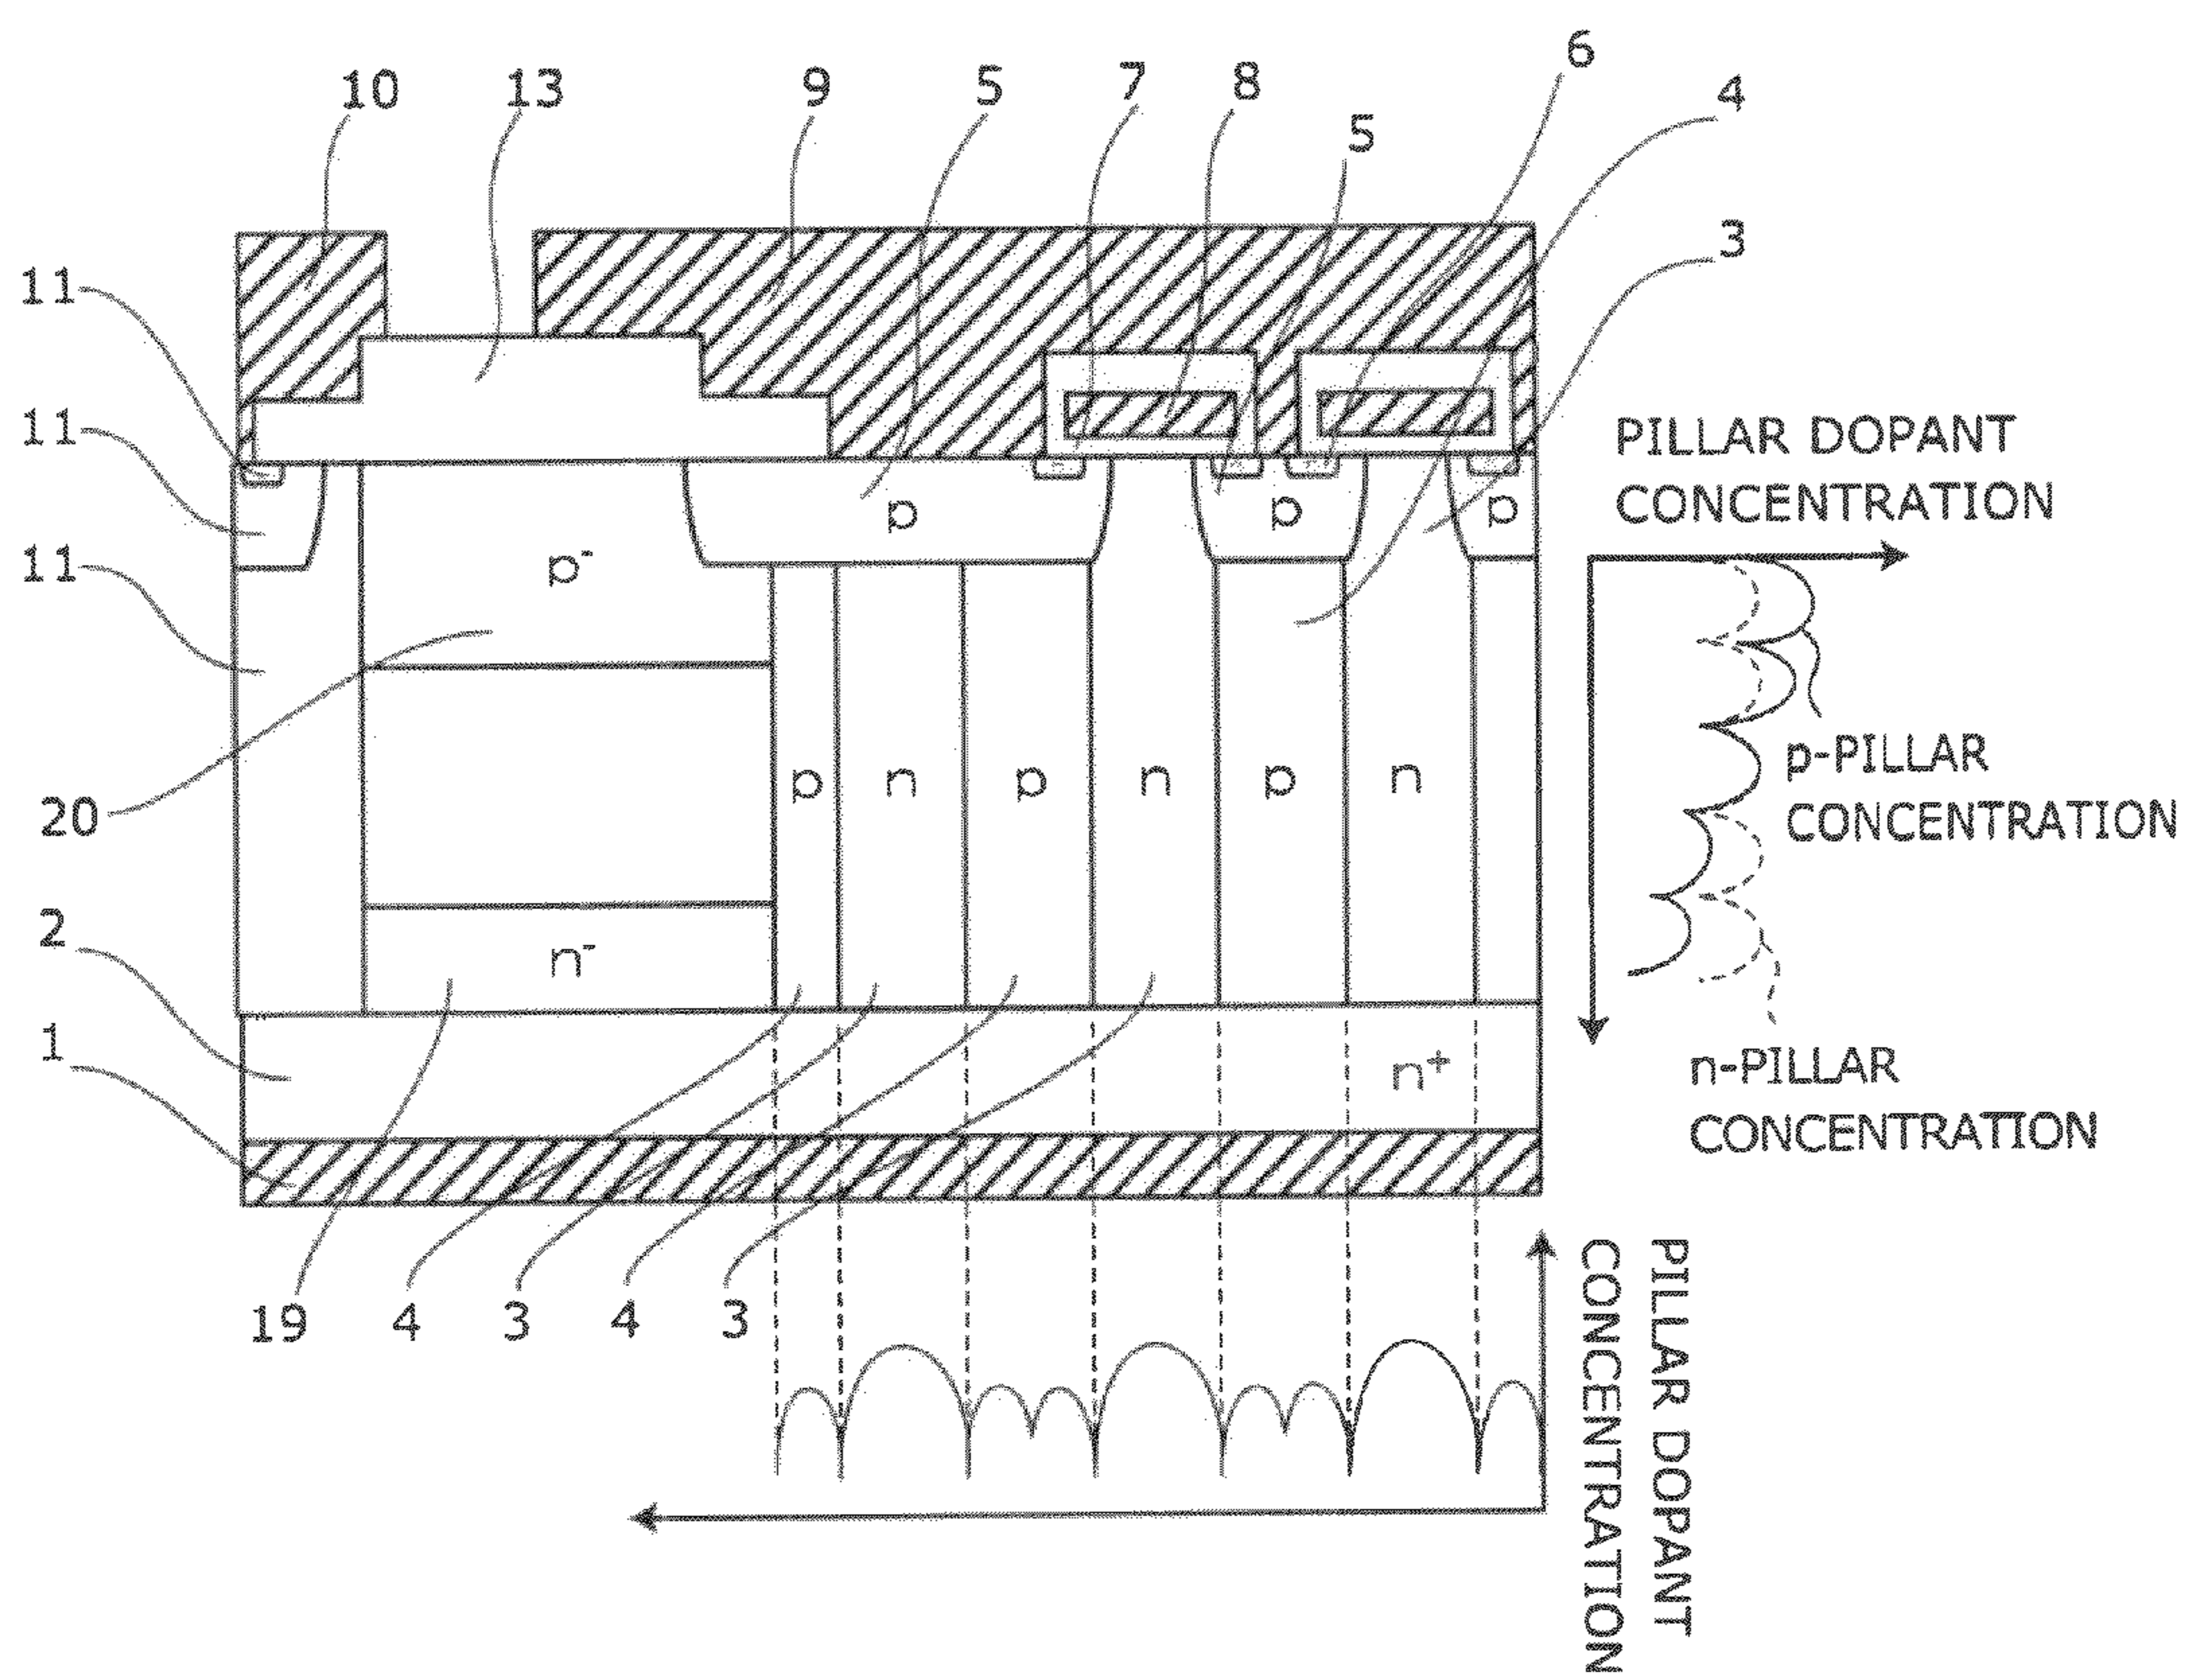 6
10
13
9
5
7
8
4
5
3
11
11
11
PILLAR DOPANT
CONCENTRATION
p
p
p
p⁻
p
n
p
n
p
n
p-PILLAR
CONCENTRATION
20
2
n⁻
1
n⁺
n-PILLAR
CONCENTRATION
19
4
3
4
3
PILLAR DOPANT
CONCENTRATION